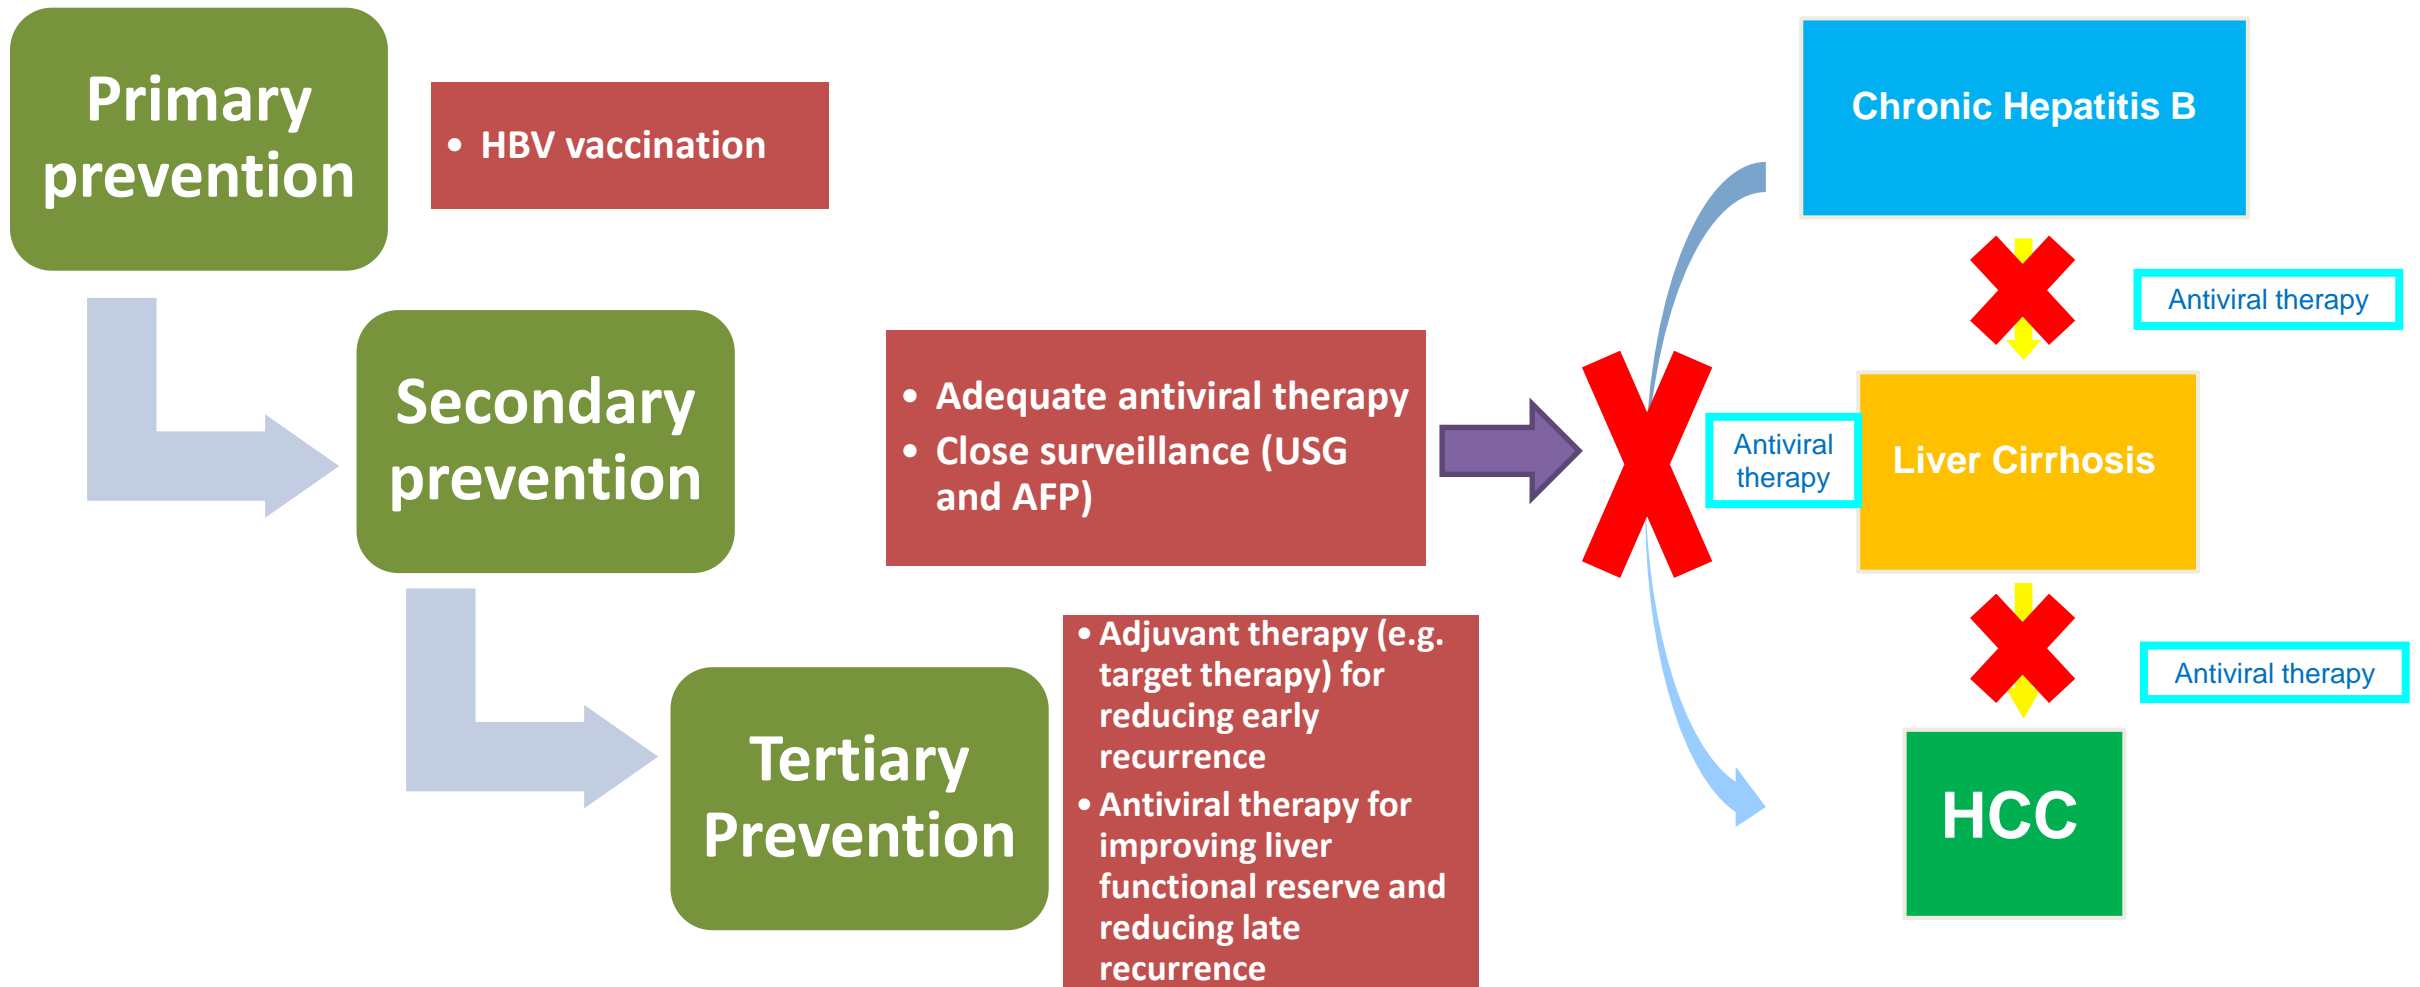 Primary
prevention
• HBV vaccination
Secondary
prevention
• Adequate antiviral therapy
• Close surveillance (USG
and AFP)
Tertiary
Prevention
• Adjuvant therapy (e.g.
target therapy) for
reducing early
recurrence
• Antiviral therapy for
improving liver
functional reserve and
reducing late
recurrence
Chronic Hepatitis B
Antiviral therapy
Antiviral
therapy
Liver Cirrhosis
Antiviral therapy
HCC